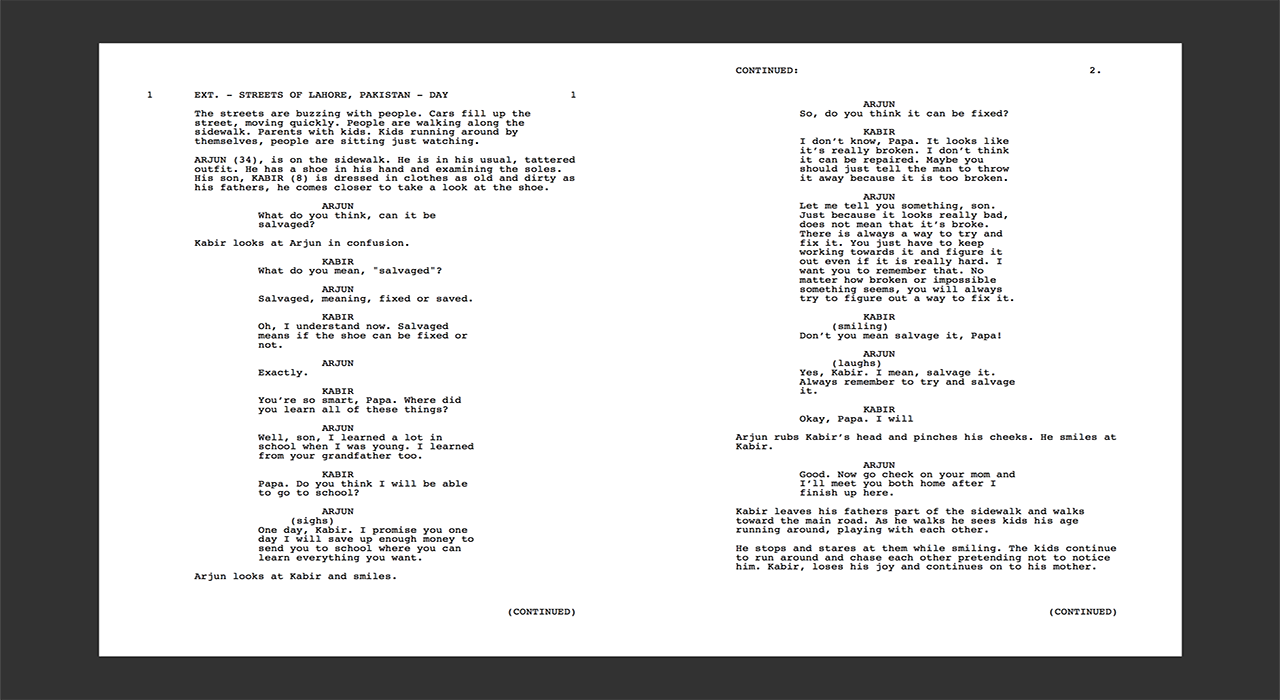 1 EXT. - STREETS OF LAHORE, PAKISTAN - DAY 1
The streets are buzzing with people. Cars fill up the
street, moving quickly. People are walking along the
sidewalk. Parents with kids. Kids running around by
themselves, people are sitting just watching.
ARJUN (34), is on the sidewalk. He is in his usual, tattered
outfit. He has a shoe in his hand and examining the soles.
His son, KABIR (8) is dressed in clothes as old and dirty as
his fathers, he comes closer to take a look at the shoe.
ARJUN
What do you think, can it be
salvaged?
Kabir looks at Arjun in confusion.
KABIR
What do you mean, "salvaged"?
ARJUN
Salvaged, meaning, fixed or saved.
KABIR
Oh, I understand now. Salvaged
means if the shoe can be fixed or
not.
ARJUN
Exactly.
KABIR
You're so smart, Papa. Where did
you learn all of these things?
ARJUN
Well, son, I learned a lot in
school when I was young. I learned
from your grandfather too.
KABIR
Papa. Do you think I will be able
to go to school?
ARJUN
(sighs)
One day, Kabir. I promise you one
day I will save up enough money to
send you to school where you can
learn everything you want.
Arjun looks at Kabir and smiles.
(CONTINUED)
CONTINUED: 2.
ARJUN
So, do you think it can be fixed?
KABIR
I don't know, Papa. It looks like
it's really broken. I don't think
it can be repaired. Maybe you
should just tell the man to throw
it away because it is too broken.
ARJUN
Let me tell you something, son.
Just because it looks really bad,
does not mean that it's broke.
There is always a way to try and
fix it. You just have to keep
working towards it and figure it
out even if it is really hard. I
want you to remember that. No
matter how broken or impossible
something seems, you will always
try to figure out a way to fix it.
KABIR
(smiling)
Don't you mean salvage it, Papa!
ARJUN
(laughs)
Yes, Kabir. I mean, salvage it.
Always remember to try and salvage
it.
KABIR
Okay, Papa. I will
Arjun rubs Kabir's head and pinches his cheeks. He smiles at
Kabir.
ARJUN
Good. Now go check on your mom and
I'll meet you both home after I
finish up here.
Kabir leaves his fathers part of the sidewalk and walks
toward the main road. As he walks he sees kids his age
running around, playing with each other.
He stops and stares at them while smiling. The kids continue
to run around and chase each other pretending not to notice
him. Kabir, loses his joy and continues on to his mother.
(CONTINUED)